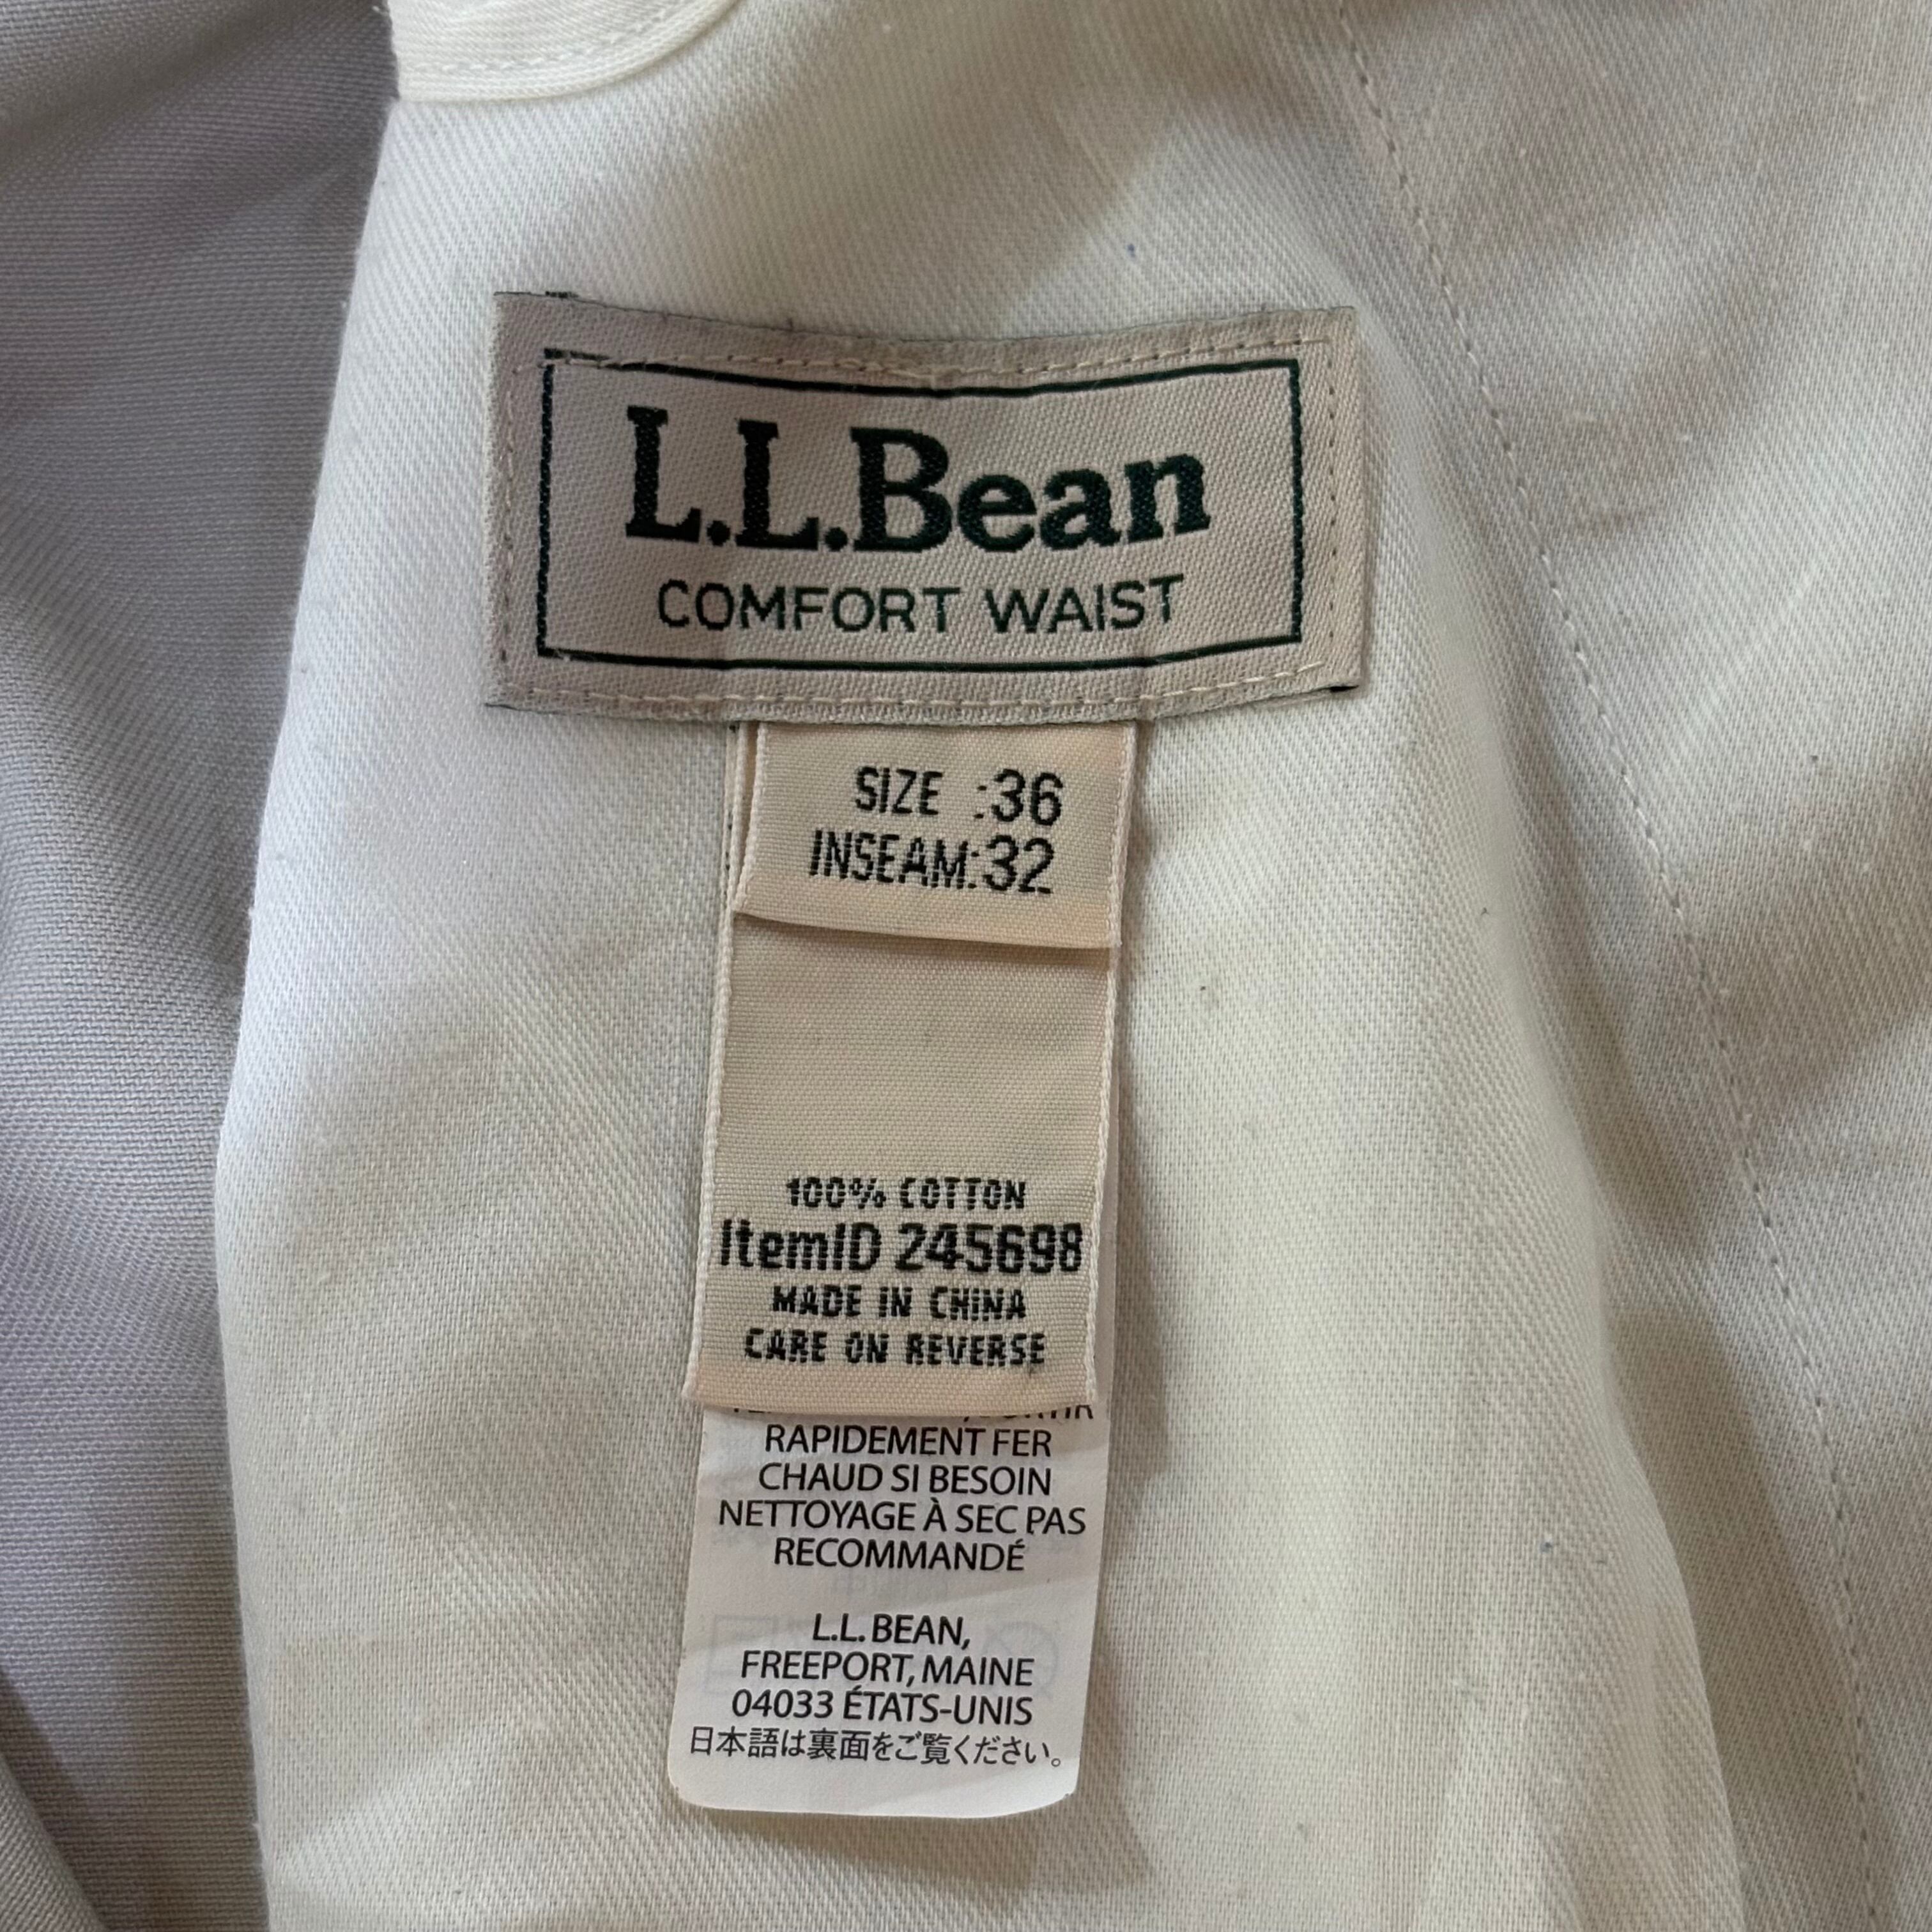 L.L.Bean
COMFORT WAIST
SIZE :36
INSEAM:32
100% COTTON
ItemID 245698
MADE IN CHINA
CARE ON REVERSE
RAPIDEMENT FER
CHAUD SI BESOIN
NETTOYAGE À SEC PAS
RECOMMANDÉ
L.L. BEAN,
FREEPORT, MAINE
04033 ÉTATS-UNIS
日本語は裏面をご覧ください。